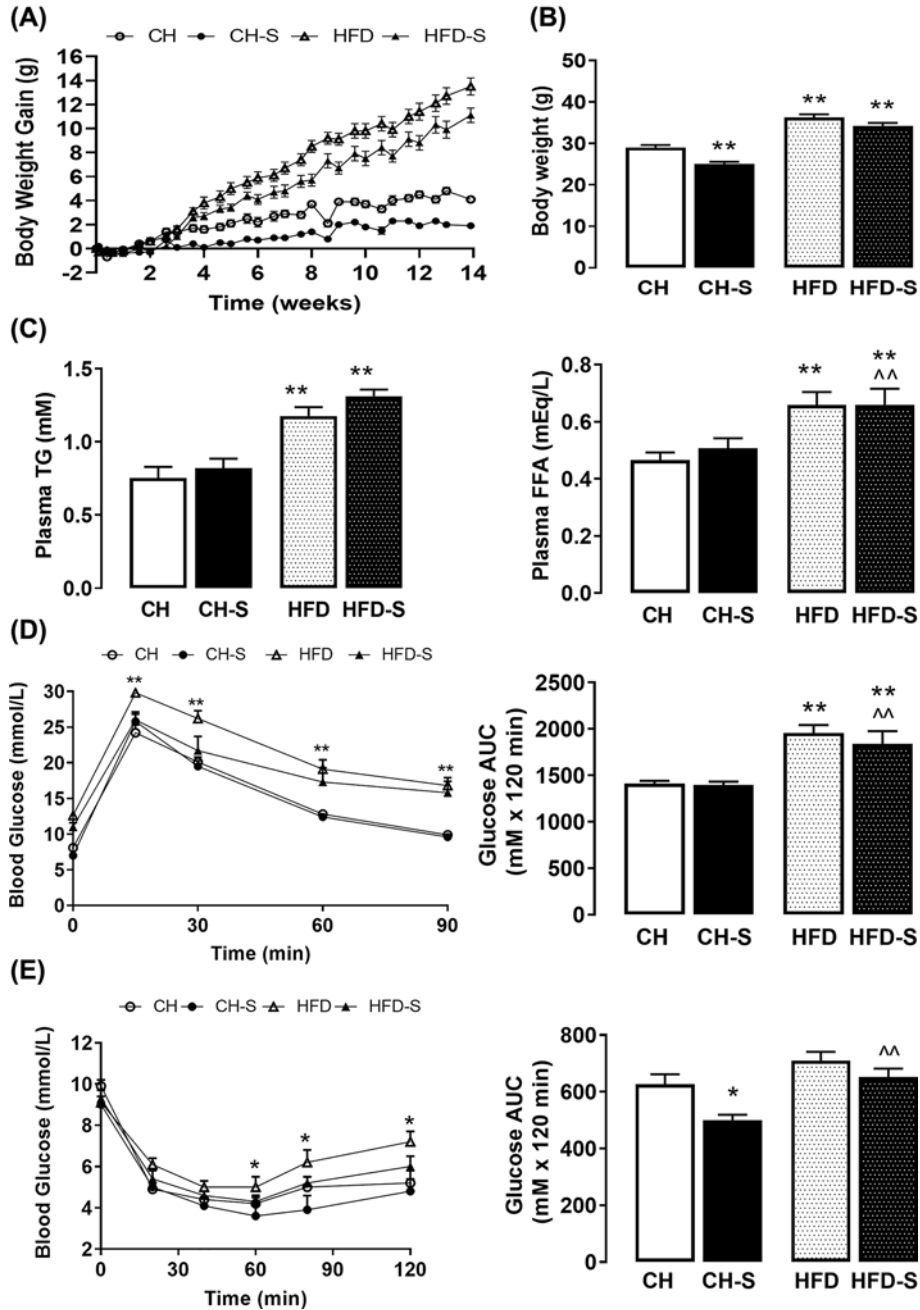 (A)
CH CH-S HFD HFD-S
Body Weight Gain (g)
16
14
12
10
8
6
4
2
0
-2
2 4 6 8 10 12 14
Time (weeks)
(B)
Body weight (g)
50
40
30
20
10
0
** ** **
CH CH-S HFD HFD-S
(C)
Plasma TG (mM)
1.5
1.0
0.5
0.0
** **
CH CH-S HFD HFD-S
Plasma FFA (mEq/L)
0.8
0.6
0.4
0.2
0.0
** **
^^
CH CH-S HFD HFD-S
(D)
CH CH-S HFD HFD-S
Blood Glucose (mmol/L)
30
25
20
15
10
5
0
** ** ** **
0 30 60 90
Time (min)
Glucose AUC
(mM x 120 min)
2500
2000
1500
1000
500
0
** **
^^
CH CH-S HFD HFD-S
(E)
CH CH-S HFD HFD-S
Blood Glucose (mmol/L)
12
10
8
6
4
2
* * *
0 30 60 90 120
Time (min)
Glucose AUC
(mM x 120 min)
800
600
400
200
0
* ^^
CH CH-S HFD HFD-S